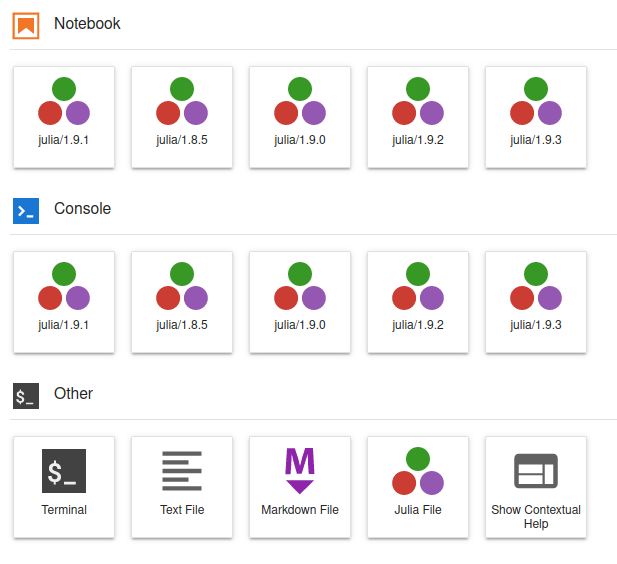 Notebook
julia/1.9.1
julia/1.8.5
julia/1.9.0
julia/1.9.2
julia/1.9.3
Console
julia/1.9.1
julia/1.8.5
julia/1.9.0
julia/1.9.2
julia/1.9.3
$_
Other
$_
Terminal
Text File
M
Markdown File
Julia File
Show Contextual
Help